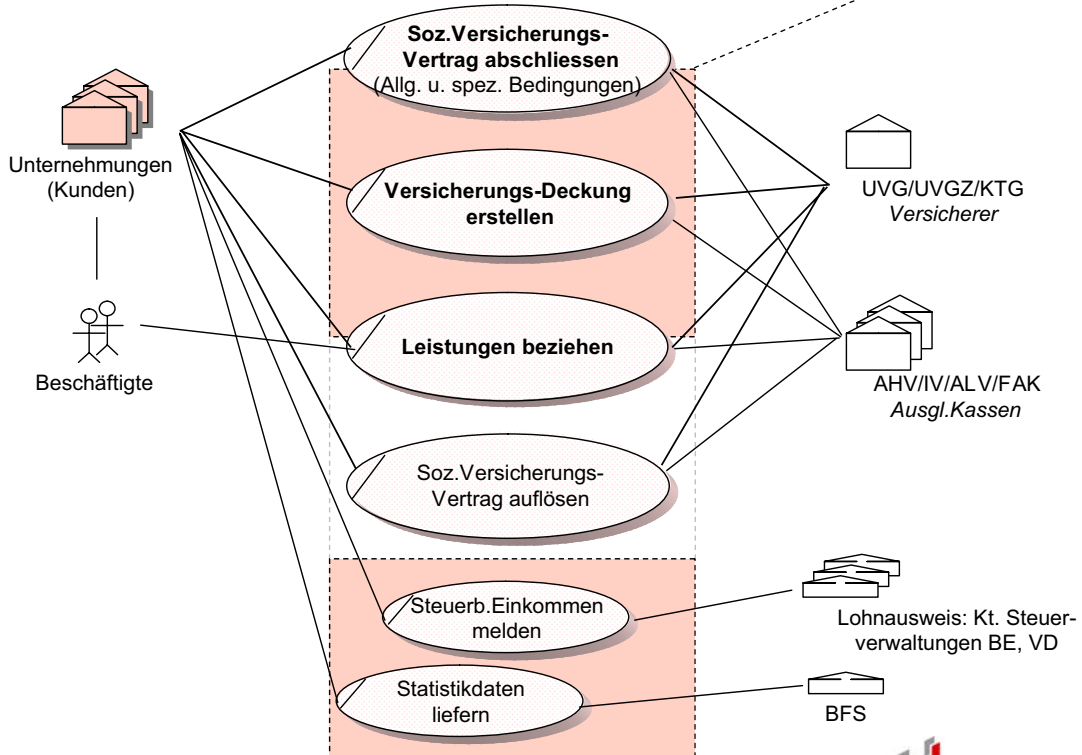 Soz.Versicherungs-
Vertrag abschliessen
(Allg. u. spez. Bedingungen)
Unternehmungen
(Kunden)
Versicherungs-Deckung
erstellen
UVG/UVGZ/KTG
Versicherer
Beschäftigte
Leistungen beziehen
AHV/IV/ALV/FAK
Ausgl.Kassen
Soz.Versicherungs-
Vertrag auflösen
Steuerb.Einkommen
melden
Lohnausweis: Kt. Steuer-
verwaltungen BE, VD
Statistikdaten
liefern
BFS